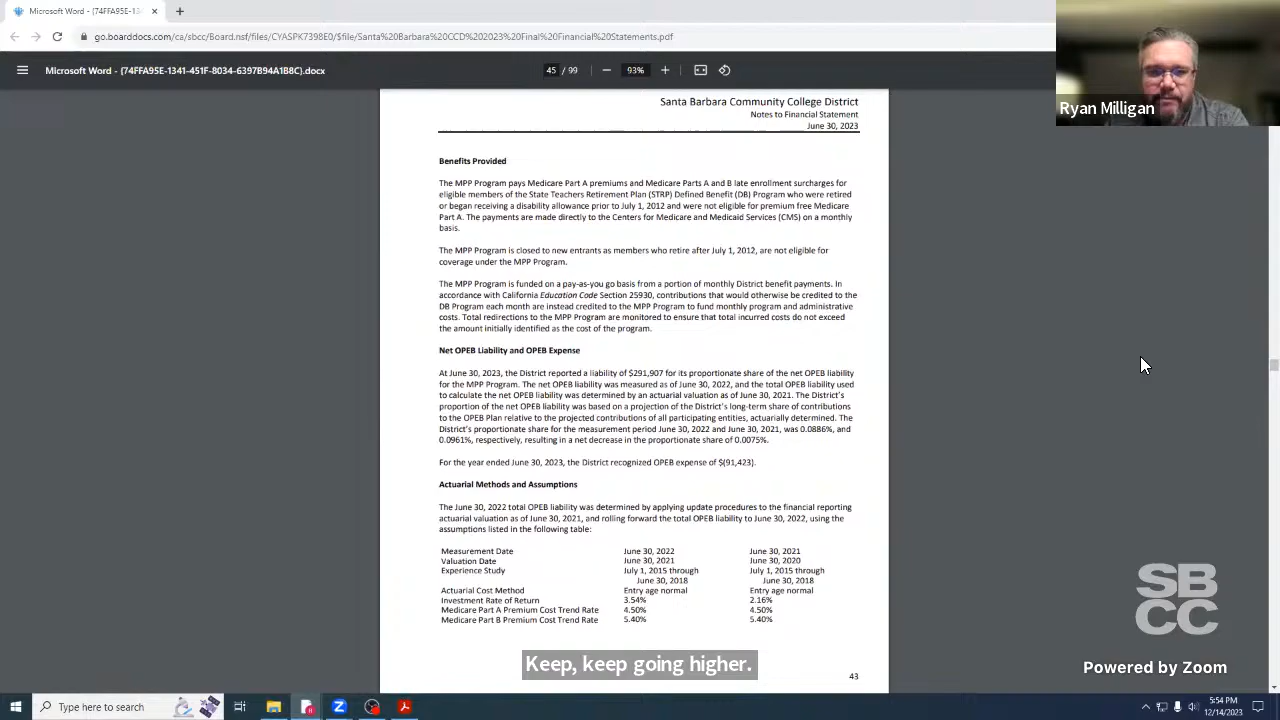 Microsoft Word - (74FFA95E-13
go.boarddocs.com/ca/sbcc/Board.nsf/files/CYASPK7398E0/$file/Santa%20Barbara%20CCD%202023%20Final%20Financial%20Statements.pdf
Microsoft Word - (74FFA95E-1341-451F-8034-6397B94A1B8C).docx
45 / 99
93%
Ryan Milligan
Santa Barbara Community College District
Notes to Financial Statement
June 30, 2023
Benefits Provided
The MPP Program pays Medicare Part A premiums and Medicare Parts A and B late enrollment surcharges for
eligible members of the State Teachers Retirement Plan (STRP) Defined Benefit (DB) Program who were retired
or began receiving a disability allowance prior to July 1, 2012 and were not eligible for premium free Medicare
Part A. The payments are made directly to the Centers for Medicare and Medicaid Services (CMS) on a monthly
basis.
The MPP Program is closed to new entrants as members who retire after July 1, 2012, are not eligible for
coverage under the MPP Program.
The MPP Program is funded on a pay-as-you go basis from a portion of monthly District benefit payments. In
accordance with California Education Code Section 25930, contributions that would otherwise be credited to the
DB Program each month are instead credited to the MPP Program to fund monthly program and administrative
costs. Total redirections to the MPP Program are monitored to ensure that total incurred costs do not exceed
the amount initially identified as the cost of the program.
Net OPEB Liability and OPEB Expense
At June 30, 2023, the District reported a liability of $291,907 for its proportionate share of the net OPEB liability
for the MPP Program. The net OPEB liability was measured as of June 30, 2022, and the total OPEB liability used
to calculate the net OPEB liability was determined by an actuarial valuation as of June 30, 2021. The District's
proportion of the net OPEB liability was based on a projection of the District's long-term share of contributions
to the OPEB Plan relative to the projected contributions of all participating entities, actuarially determined. The
District's proportionate share for the measurement period June 30, 2022 and June 30, 2021, was 0.0886%, and
0.0961%, respectively, resulting in a net decrease in the proportionate share of 0.0075%.
For the year ended June 30, 2023, the District recognized OPEB expense of $(91,423).
Actuarial Methods and Assumptions
The June 30, 2022 total OPEB liability was determined by applying update procedures to the financial reporting
actuarial valuation as of June 30, 2021, and rolling forward the total OPEB liability to June 30, 2022, using the
assumptions listed in the following table:
Measurement Date June 30, 2022 June 30, 2021
Valuation Date June 30, 2021 June 30, 2020
Experience Study July 1, 2015 through July 1, 2015 through
June 30, 2018 June 30, 2018
Actuarial Cost Method Entry age normal Entry age normal
Investment Rate of Return 3.54% 2.16%
Medicare Part A Premium Cost Trend Rate 4.50% 4.50%
Medicare Part B Premium Cost Trend Rate 5.40% 5.40%
43
Keep, keep going higher.
SB
CC
Powered by Zoom
Type here to search
5:54 PM
12/14/2023